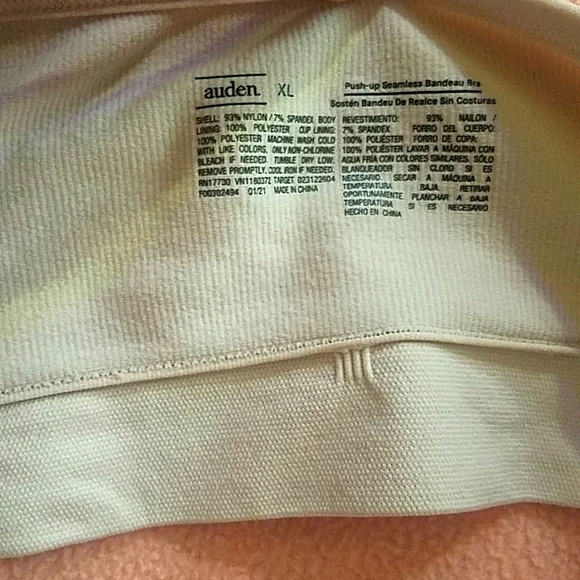 auden. XL
SHELL: 93% NYLON / 7% SPANDEX BODY
LINING: 100% POLYESTER CUP LINING:
100% POLYESTER MACHINE WASH COLD
WITH LIKE COLORS, ONLY NON-CHLORINE
BLEACH IF NEEDED. TUMBLE DRY LOW;
REMOVE PROMPTLY, COOL IRON IF NEEDED.
RN17730 VN1160372 TARGET 023122604
F00302494 01/21 MADE IN CHINA
Push-up Seamless Bandeau Bra
Sostén Bandeu De Realce Sin Costuras
REVESTIMIENTO: 93% NAILON /
7% SPANDEX FORRO DEL CUERPO:
100% POLIÉSTER FORRO DE COPA:
100% POLIÉSTER LAVAR A MÁQUINA CON
AGUA FRÍA CON COLORES SIMILARES. SÓLO
BLANQUEADOR SIN CLORO SI ES
NECESARIO. SECAR A MÁQUINA A
TEMPERATURA BAJA, RETIRAR
OPORTUNAMENTE. PLANCHAR A BAJA
TEMPERATURA SI ES NECESARIO
HECHO EN CHINA